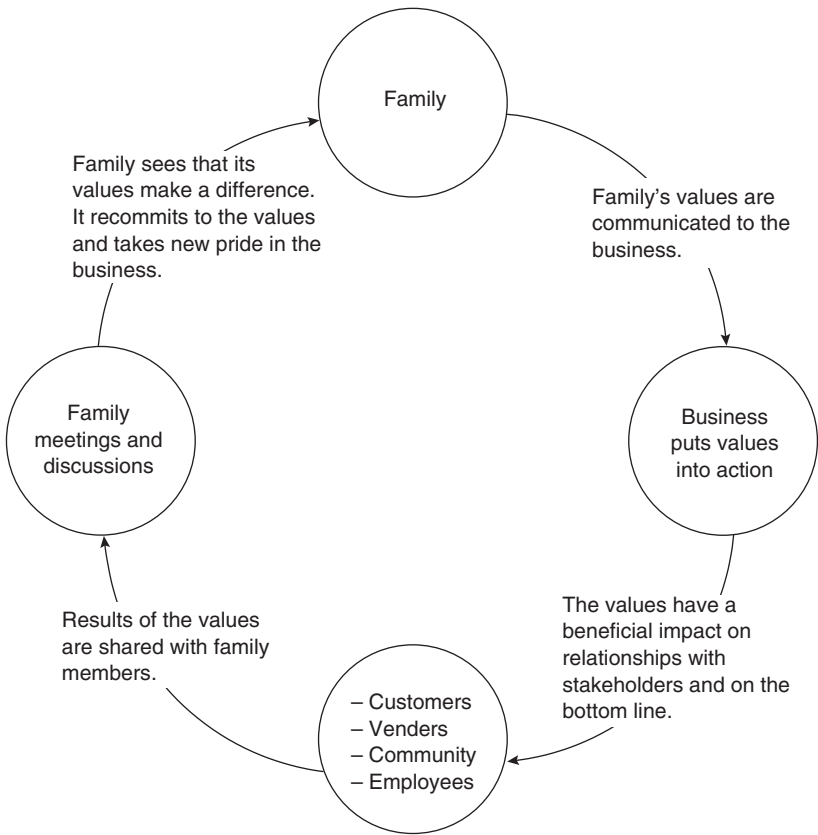 Family
Family’s values are
communicated to the
business.
Business
puts values
into action
The values have a
beneficial impact on
relationships with
stakeholders and on the
bottom line.
– Customers
– Venders
– Community
– Employees
Results of the values
are shared with family
members.
Family
meetings and
discussions
Family sees that its
values make a difference.
It recommits to the values
and takes new pride in the
business.